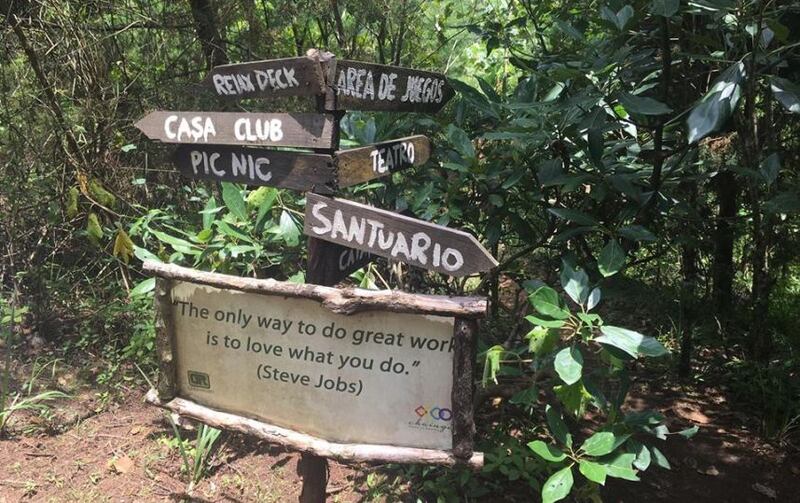 RELAX DECK
AREA DE JUEGOS
CASA CLUB
PIC NIC
TEATRO
SANTUARIO
"The only way to do great work
is to love what you do."
(Steve Jobs)